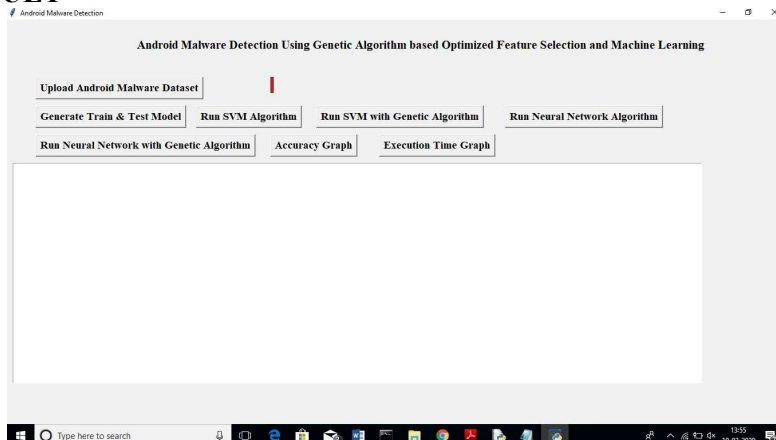 Android Malware Detection
Android Malware Detection Using Genetic Algorithm based Optimized Feature Selection and Machine Learning
Upload Android Malware Dataset
Generate Train & Test Model Run SVM Algorithm Run SVM with Genetic Algorithm Run Neural Network Algorithm
Run Neural Network with Genetic Algorithm Accuracy Graph Execution Time Graph
Type here to search
13:55